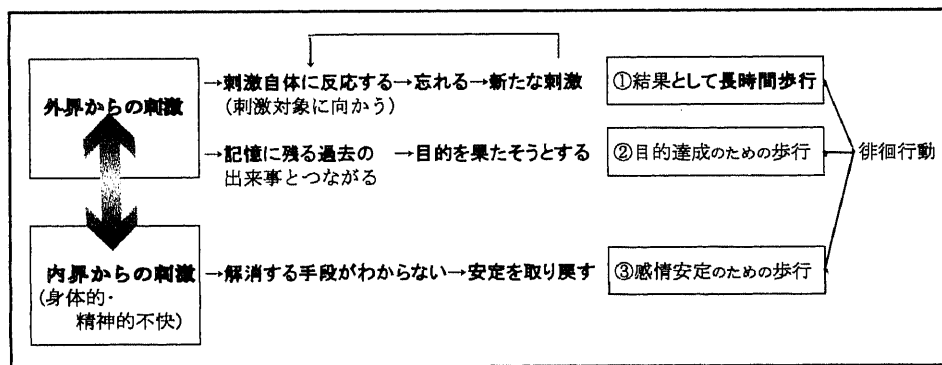 外界からの刺激
→刺激自体に反応する→忘れる→新たな刺激
(刺激対象に向かう)
①結果として長時間歩行
→記憶に残る過去の →目的を果たそうとする
出来事とつながる
②目的達成のための歩行
徘徊行動
内界からの刺激
(身体的・
精神的不快)
→解消する手段がわからない→安定を取り戻す
③感情安定のための歩行